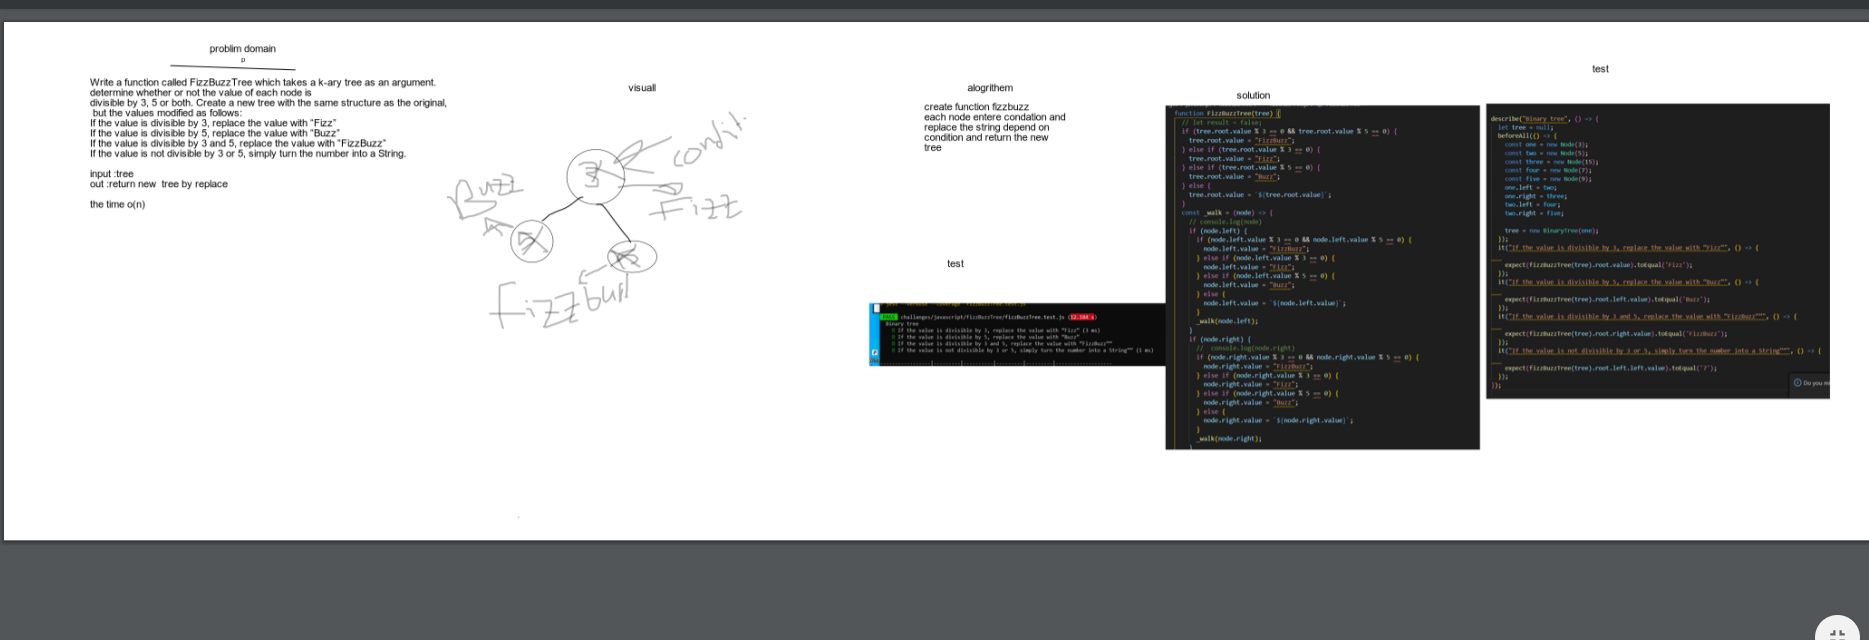 problim domain
p
Write a function called FizzBuzzTree which takes a k-ary tree as an argument.
determine whether or not the value of each node is
divisible by 3, 5 or both. Create a new tree with the same structure as the original,
but the values modified as follows:
If the value is divisible by 3, replace the value with "Fizz"
If the value is divisible by 5, replace the value with "Buzz"
If the value is divisible by 3 and 5, replace the value with "FizzBuzz"
If the value is not divisible by 3 or 5, simply turn the number into a String.
input :tree
out :return new  tree by replace
the time o(n)
visuall
3
condit.
Buzz
Fizz
5
15
Fizzbuzl
alogrithem
create function fizzbuzz
each node entere condation and
replace the string depend on
condition and return the new
tree
test
PASS challanges/javascript/fizzBuzzTree/fizzBuzzTree.test.js
Binary tree
If the value is divisible by 3, replace the value with "Fizz" (3 ms)
If the value is divisible by 5, replace the value with "Buzz"
If the value is divisible by 3 and 5, replace the value with "FizzBuzz""
If the value is not divisible by 3 or 5, simply turn the number into a String"" (1 ms)
solution
function FizzBuzzTree(tree) {
// let result = false;
if (tree.root.value % 3 == 0 && tree.root.value % 5 == 0) {
tree.root.value = "FizzBuzz";
} else if (tree.root.value % 3 == 0) {
tree.root.value = "Fizz";
} else if (tree.root.value % 5 == 0) {
tree.root.value = "Buzz";
} else {
tree.root.value = `${tree.root.value}`;
}
const _walk = (node) => {
// console.log(node)
if (node.left) {
if (node.left.value % 3 == 0 && node.left.value % 5 == 0) {
node.left.value = "FizzBuzz";
} else if (node.left.value % 3 == 0) {
node.left.value = "Fizz";
} else if (node.left.value % 5 == 0) {
node.left.value = "Buzz";
} else {
node.left.value = `${node.left.value}`;
}
_walk(node.left);
}
if (node.right) {
//  console.log(node.right)
if (node.right.value % 3 == 0 && node.right.value % 5 == 0) {
node.right.value = "FizzBuzz";
} else if (node.right.value % 3 == 0) {
node.right.value = "Fizz";
} else if (node.right.value % 5 == 0) {
node.right.value = "Buzz";
} else {
node.right.value = `${node.right.value}`;
}
_walk(node.right);
test
describe("Binary tree", () => {
let tree = null;
beforeAll(() => {
const one = new Node(3);
const two = new Node(5);
const three = new Node(15);
const four = new Node(7);
const five = new Node(9);
one.left = two;
one.right = three;
two.left = four;
two.right = five;
tree = new BinaryTree(one);
});
it("If the value is divisible by 3, replace the value with "Fizz"", () => {
expect(fizzBuzzTree(tree).root.value).toEqual('Fizz');
});
it("If the value is divisible by 5, replace the value with "Buzz"", () => {
expect(fizzBuzzTree(tree).root.left.value).toEqual('Buzz');
});
it("If the value is divisible by 3 and 5, replace the value with "FizzBuzz""", () => {
expect(fizzBuzzTree(tree).root.right.value).toEqual('FizzBuzz');
});
it("If the value is not divisible by 3 or 5, simply turn the number into a String""", () => {
expect(fizzBuzzTree(tree).root.left.left.value).toEqual('7');
});
});
Do you